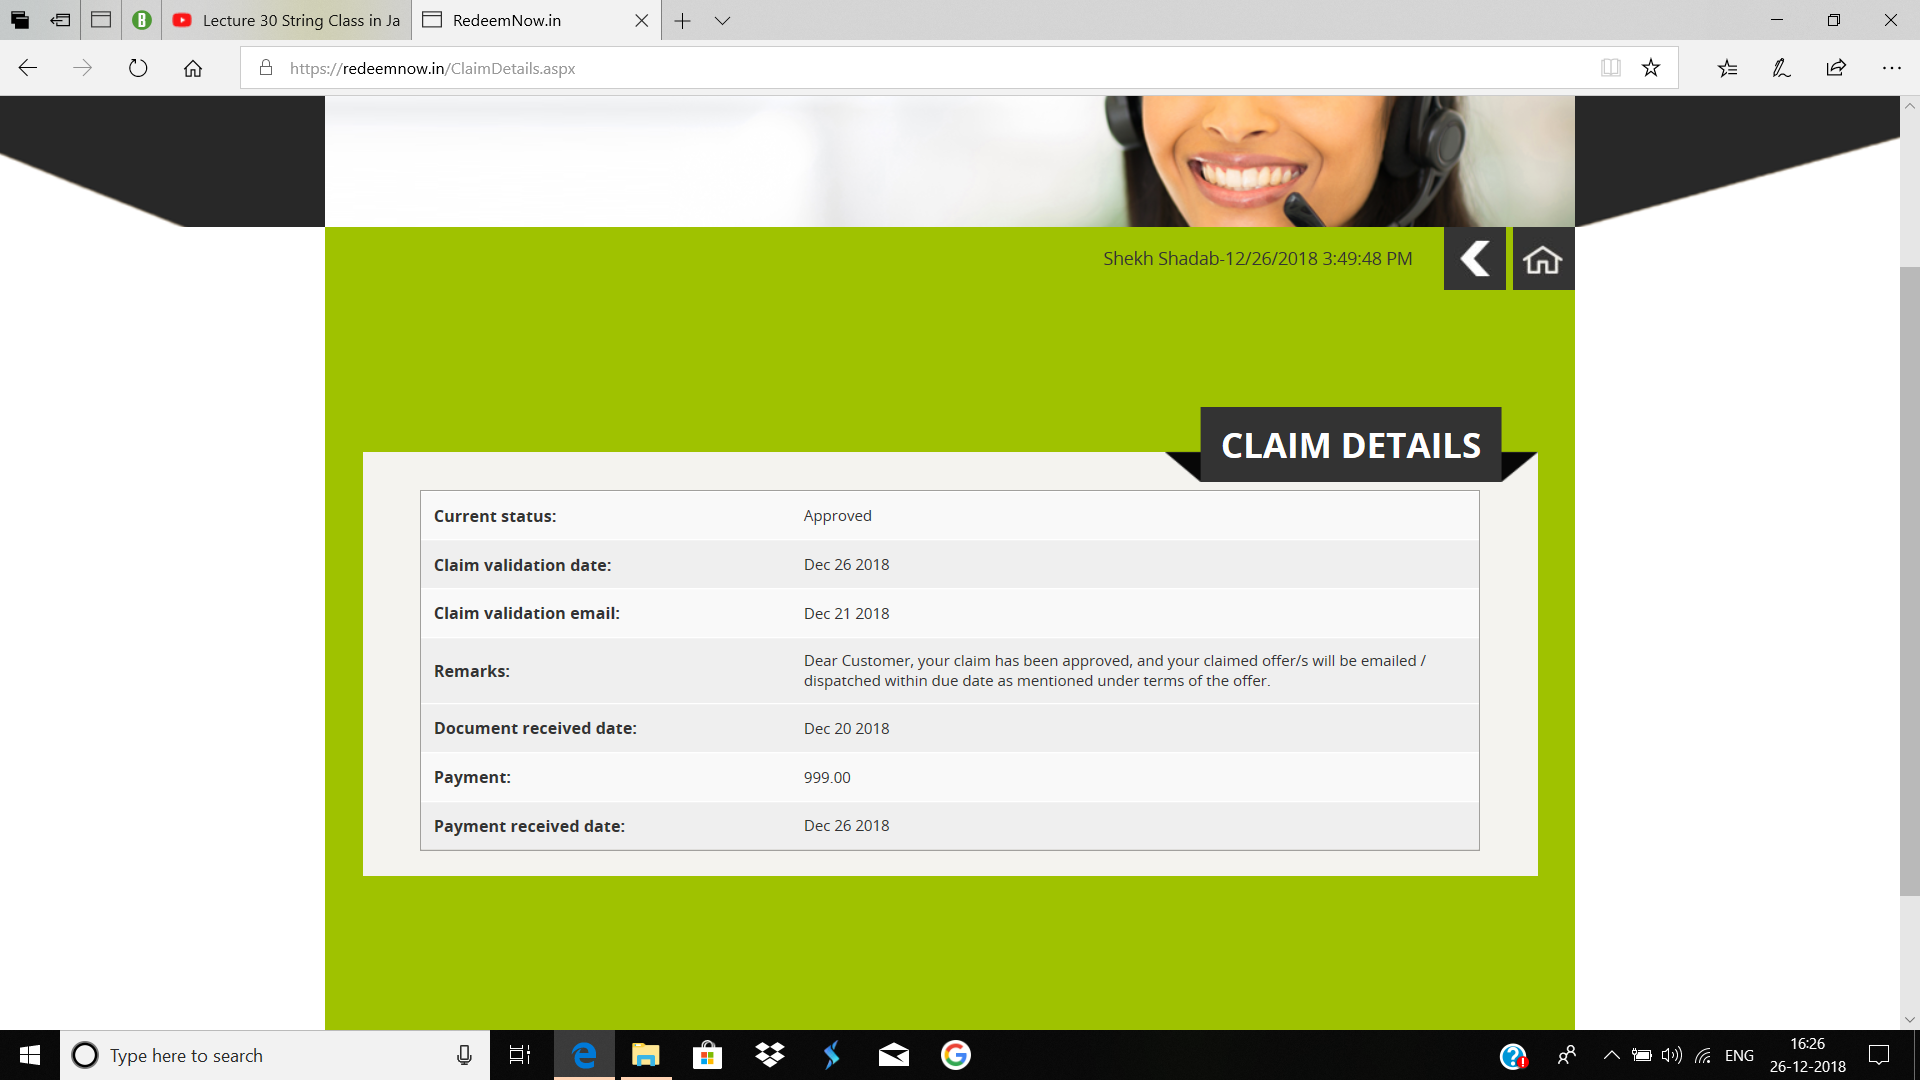 Lecture 30 String Class in Ja
RedeemNow.in
https://redeemnow.in/ClaimDetails.aspx
Shekh Shadab-12/26/2018 3:49:48 PM
CLAIM DETAILS
Current status: Approved
Claim validation date: Dec 26 2018
Claim validation email: Dec 21 2018
Remarks: Dear Customer, your claim has been approved, and your claimed offer/s will be emailed /
dispatched within due date as mentioned under terms of the offer.
Document received date: Dec 20 2018
Payment: 999.00
Payment received date: Dec 26 2018
Type here to search
ENG
16:26
26-12-2018